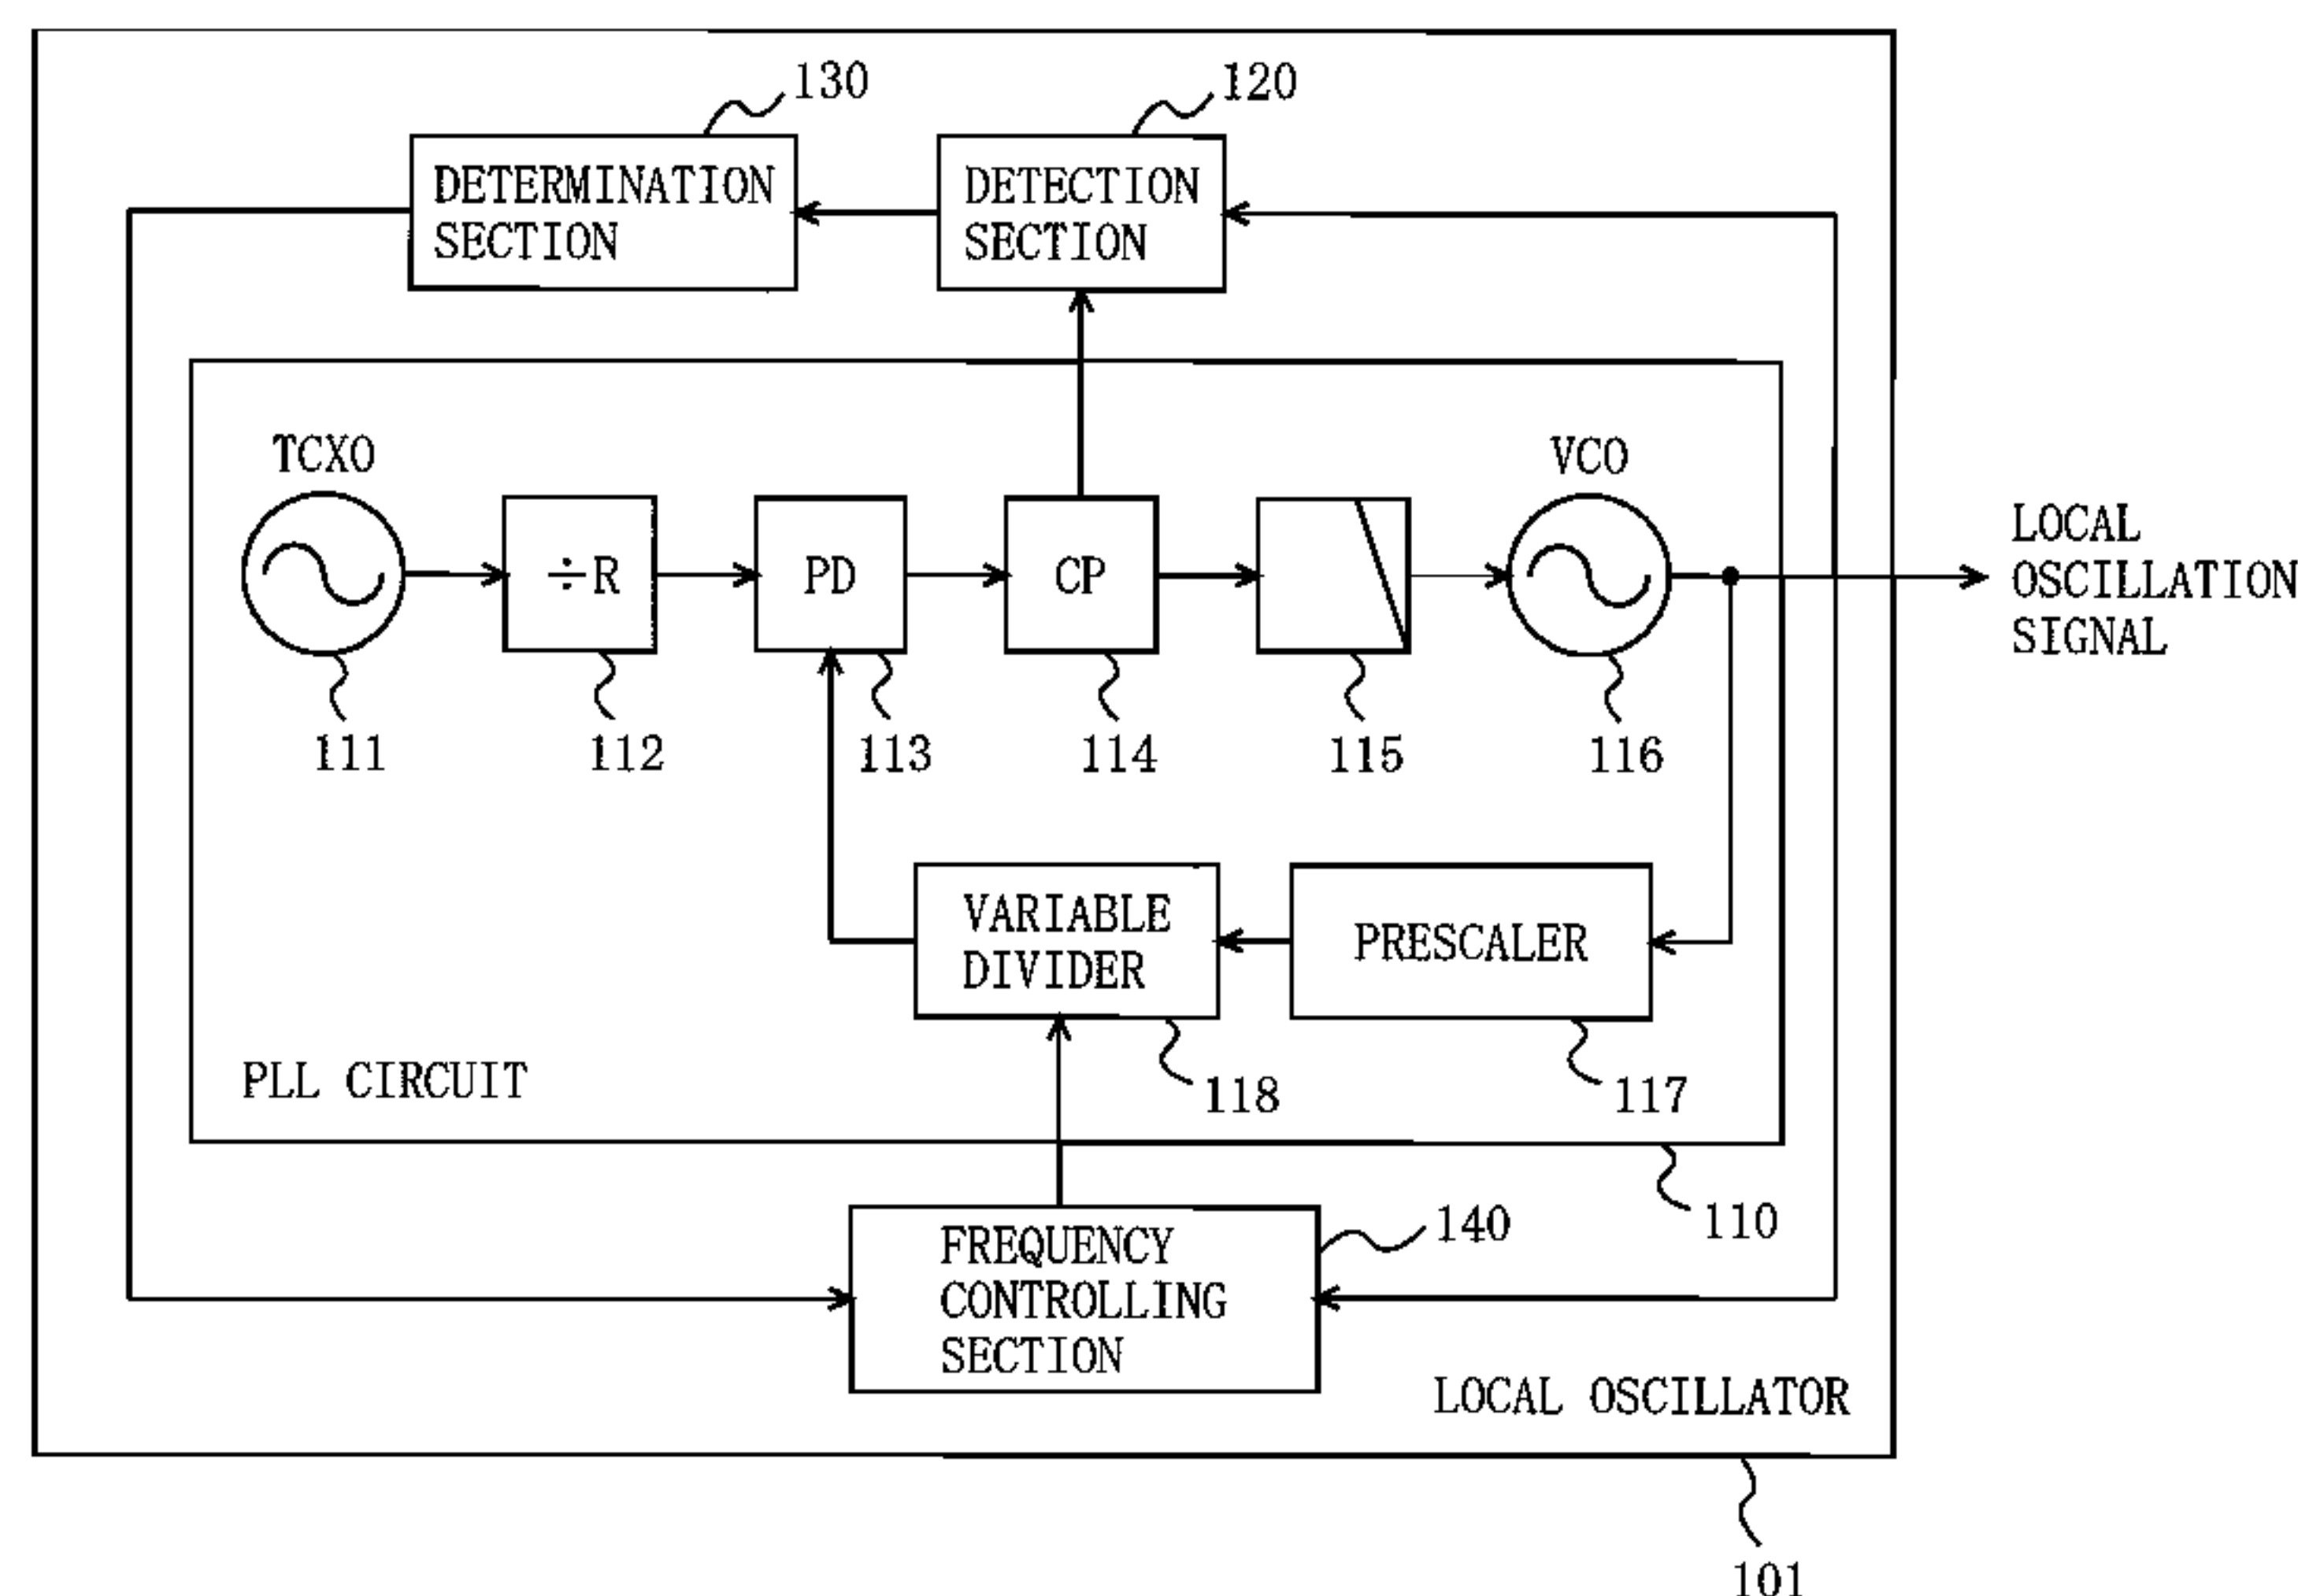 130
120
DETERMINATION
SECTION
DETECTION
SECTION
TCXO
VCO
÷R
PD
CP
LOCAL
OSCILLATION
SIGNAL
111
112
113
114
115
116
VARIABLE
DIVIDER
PRESCALER
PLL CIRCUIT
118
117
110
FREQUENCY
CONTROLLING
SECTION
140
LOCAL OSCILLATOR
101